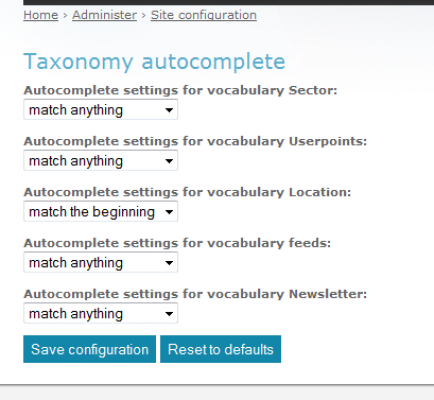 Home > Administer > Site configuration
Taxonomy autocomplete
Autocomplete settings for vocabulary Sector:
match anything
Autocomplete settings for vocabulary Userpoints:
match anything
Autocomplete settings for vocabulary Location:
match the beginning
Autocomplete settings for vocabulary feeds:
match anything
Autocomplete settings for vocabulary Newsletter:
match anything
Save configuration Reset to defaults